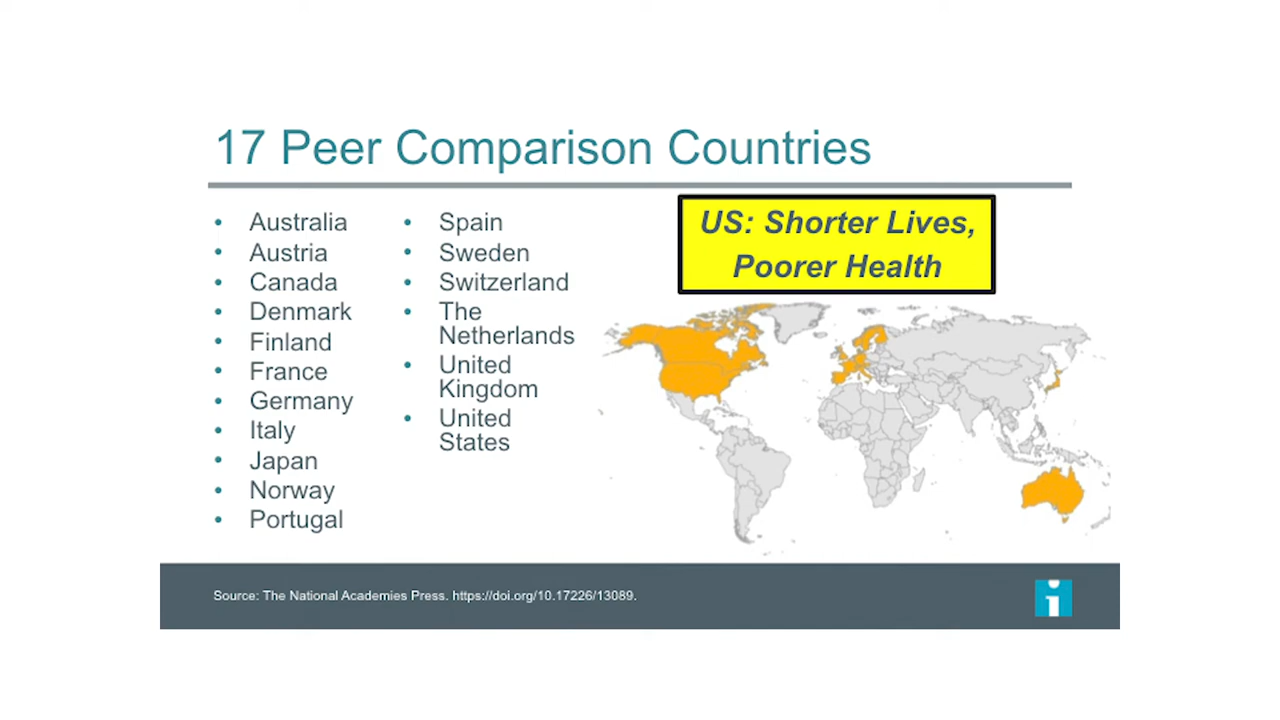 17 Peer Comparison Countries
• Australia
• Austria
• Canada
• Denmark
• Finland
• France
• Germany
• Italy
• Japan
• Norway
• Portugal
• Spain
• Sweden
• Switzerland
• The
Netherlands
• United
Kingdom
• United
States
US: Shorter Lives,
Poorer Health
Source: The National Academies Press. https://doi.org/10.17226/13089.
i